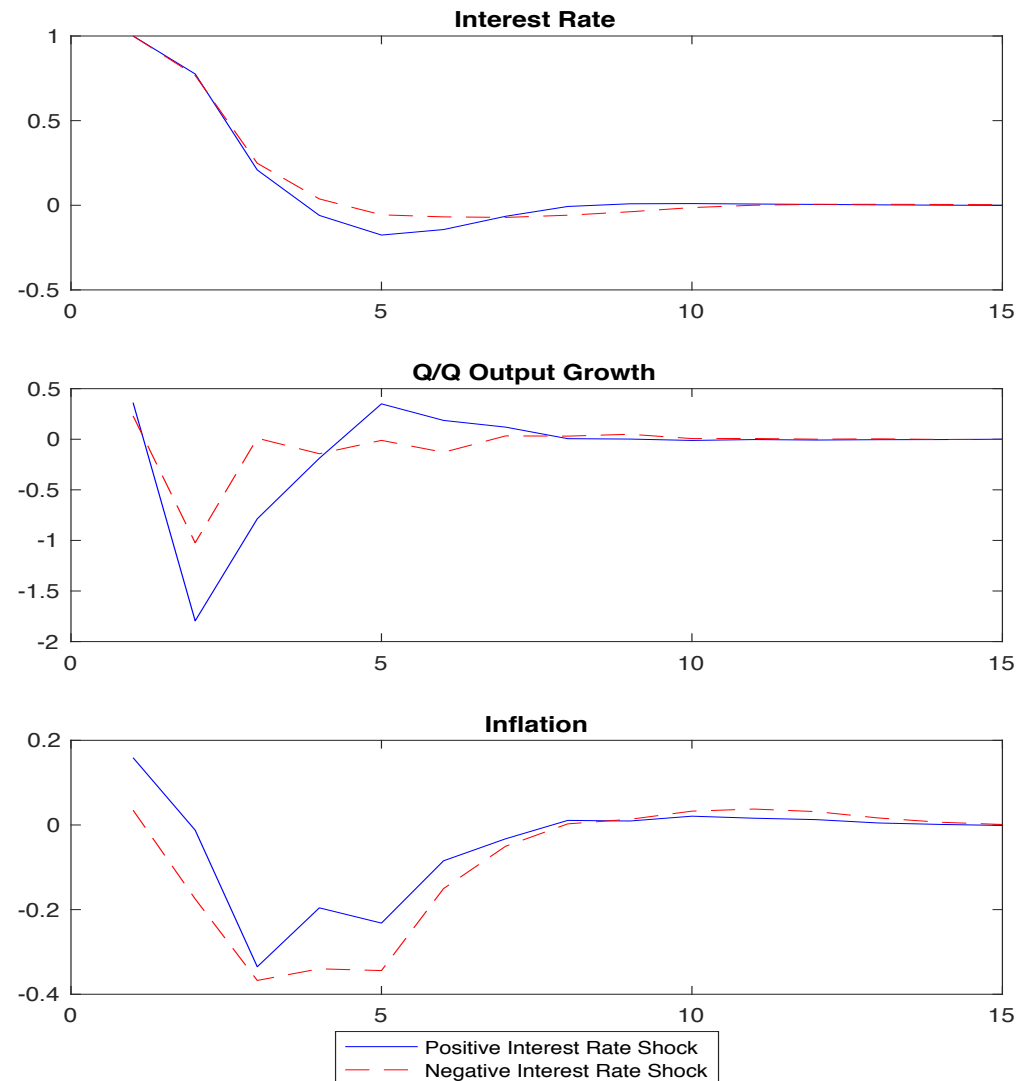 Interest Rate
1
0.5
0
-0.5
0 5 10 15
Q/Q Output Growth
0.5
0
-0.5
-1
-1.5
-2
0 5 10 15
Inflation
0.2
0
-0.2
-0.4
0 5 10 15
Positive Interest Rate Shock
Negative Interest Rate Shock